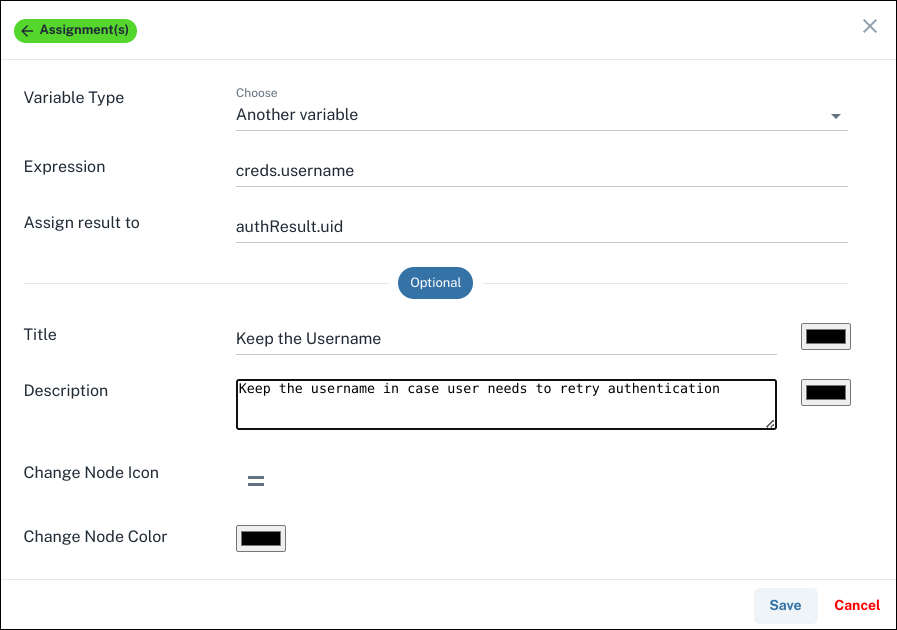 Assignment(s)
Variable Type
Choose
Another variable
Expression
creds.username
Assign result to
authResult.uid
Optional
Title
Keep the Username
Description
Keep the username in case user needs to retry authentication
Change Node Icon
Change Node Color
Save
Cancel